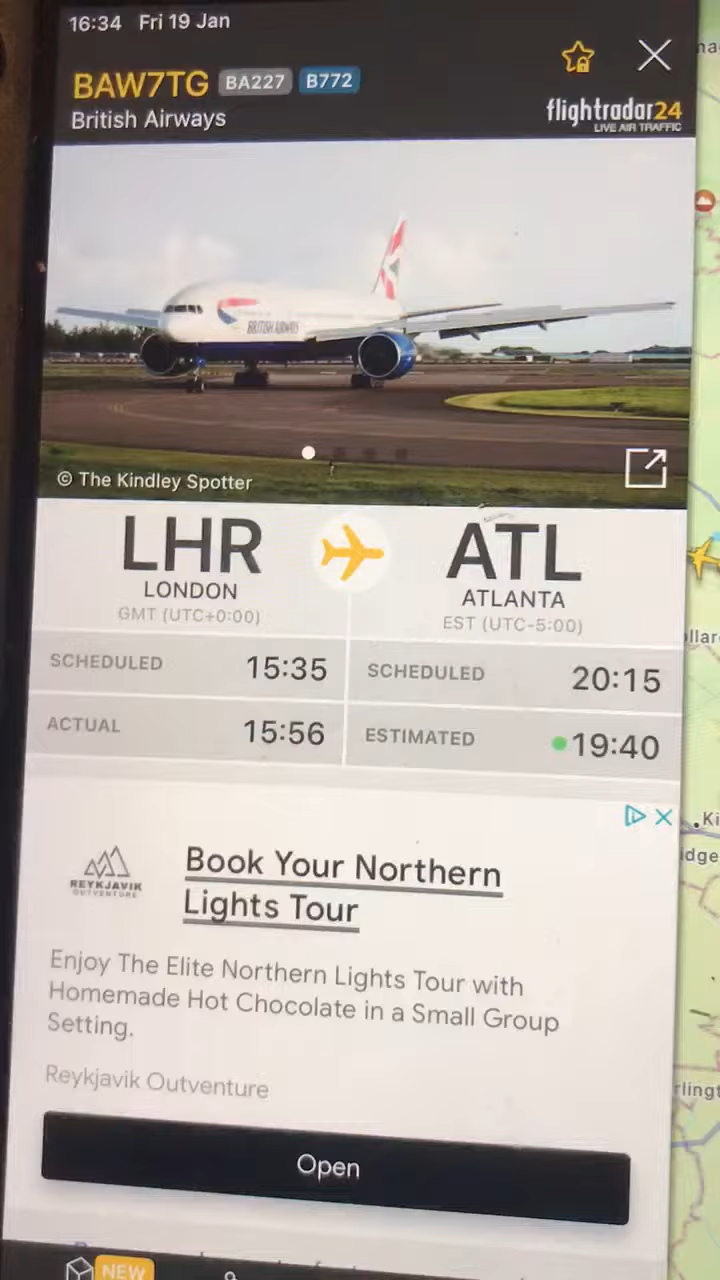 16:34 Fri 19 Jan
BAW7TG BA227 B772
British Airways
flightradar24
LIVE AIR TRAFFIC
BRITISH AIRWAYS
© The Kindley Spotter
LHR ATL
LONDON ATLANTA
GMT (UTC+0:00) EST (UTC-5:00)
SCHEDULED 15:35 SCHEDULED 20:15
ACTUAL 15:56 ESTIMATED 19:40
Book Your Northern
Lights Tour
REYKJAVIK
OUTVENTURE
Enjoy The Elite Northern Lights Tour with
Homemade Hot Chocolate in a Small Group
Setting.
Reykjavik Outventure
Open
NEW